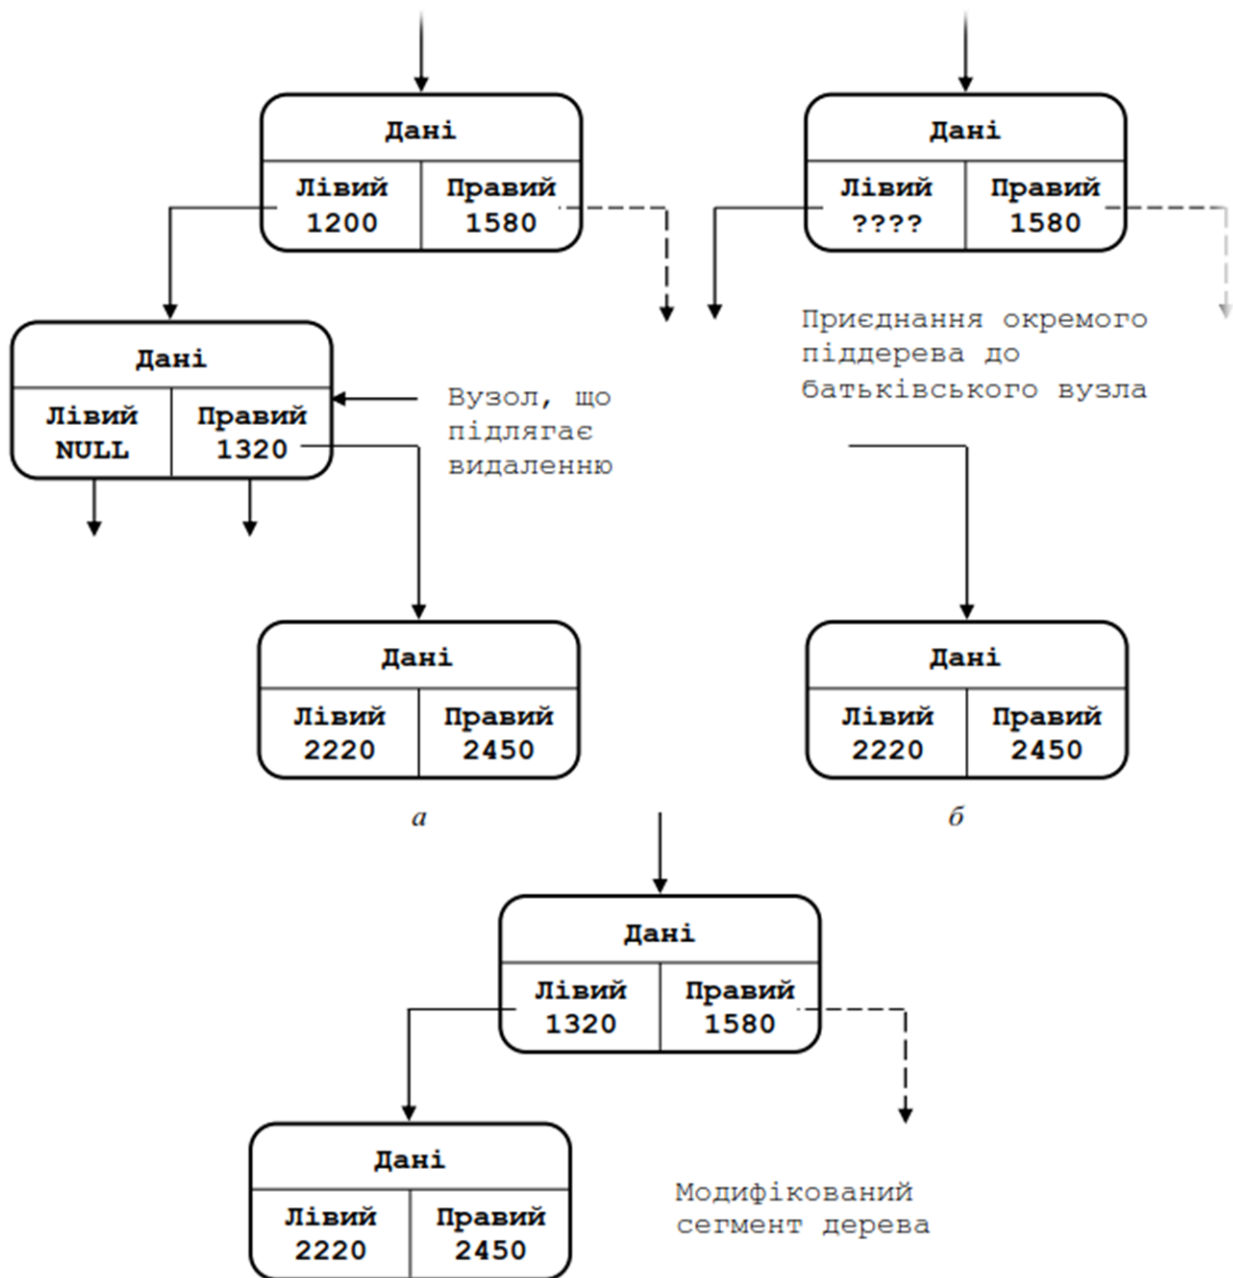 Дані
Лівий Правий
1200 1580
Дані
Лівий Правий
NULL 1320
Вузол, що
підлягає
видаленню
Дані
Лівий Правий
2220 2450
а
Дані
Лівий Правий
???? 1580
Приєднання окремого
піддерева до
батьківського вузла
Дані
Лівий Правий
2220 2450
б
Дані
Лівий Правий
1320 1580
Дані
Лівий Правий
2220 2450
Модифікований
сегмент дерева